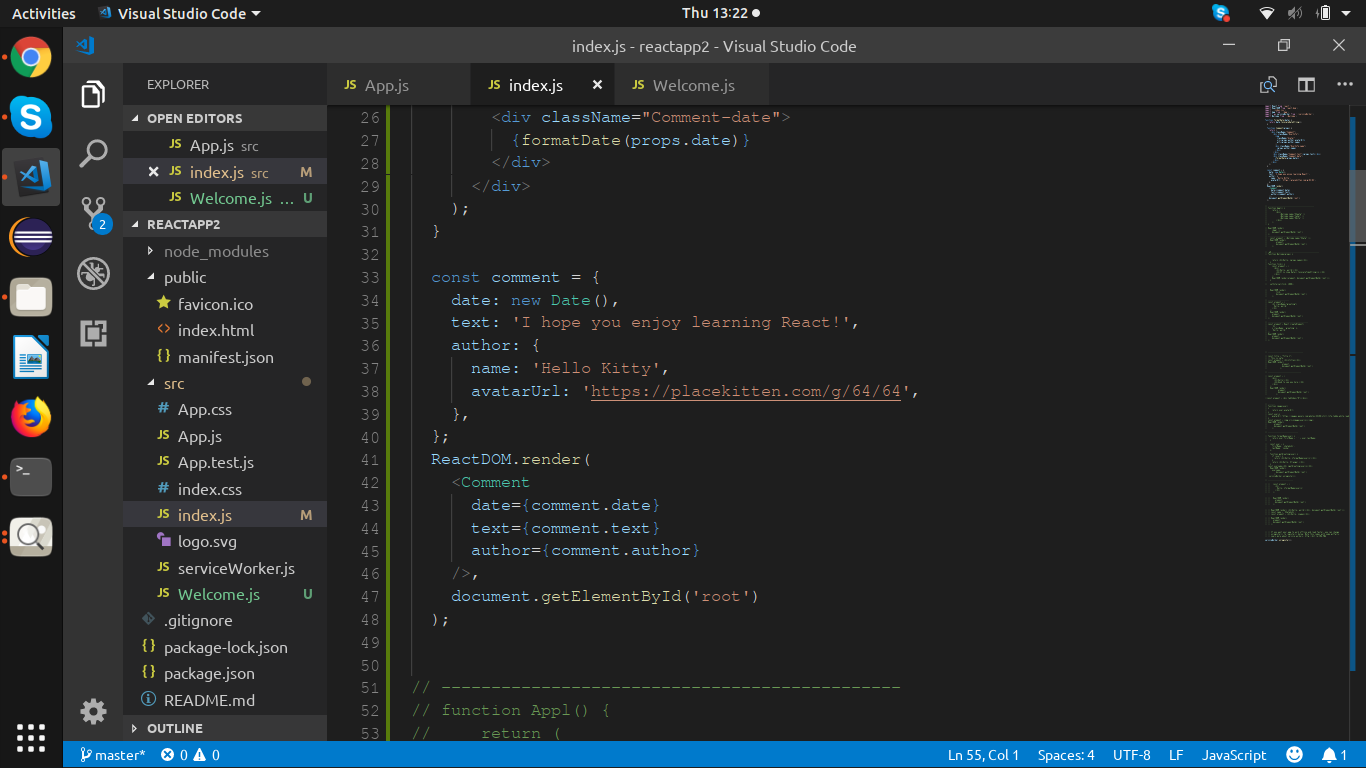 Activities Visual Studio Code Thu 13:22
index.js - reactapp2 - Visual Studio Code
EXPLORER
OPEN EDITORS
JS App.js src
JS index.js src M
JS Welcome.js ... U
REACTAPP2
node_modules
public
favicon.ico
index.html
manifest.json
src
App.css
JS App.js
JS App.test.js
index.css
JS index.js M
logo.svg
JS serviceWorker.js
JS Welcome.js U
.gitignore
package-lock.json
package.json
README.md
OUTLINE
2
JS App.js JS index.js JS Welcome.js
26 <div className="Comment-date">
27 {formatDate(props.date)}
28 </div>
29 </div>
30 );
31 }
32
33 const comment = {
34 date: new Date(),
35 text: 'I hope you enjoy learning React!',
36 author: {
37 name: 'Hello Kitty',
38 avatarUrl: 'https://placekitten.com/g/64/64',
39 },
40 };
41 ReactDOM.render(
42 <Comment
43 date={comment.date}
44 text={comment.text}
45 author={comment.author}
46 />,
47 document.getElementById('root')
48 );
49
50
51 // ----------------------------------------------
52 // function Appl() {
53 // return (
master* 0 0 Ln 55, Col 1 Spaces: 4 UTF-8 LF JavaScript 1